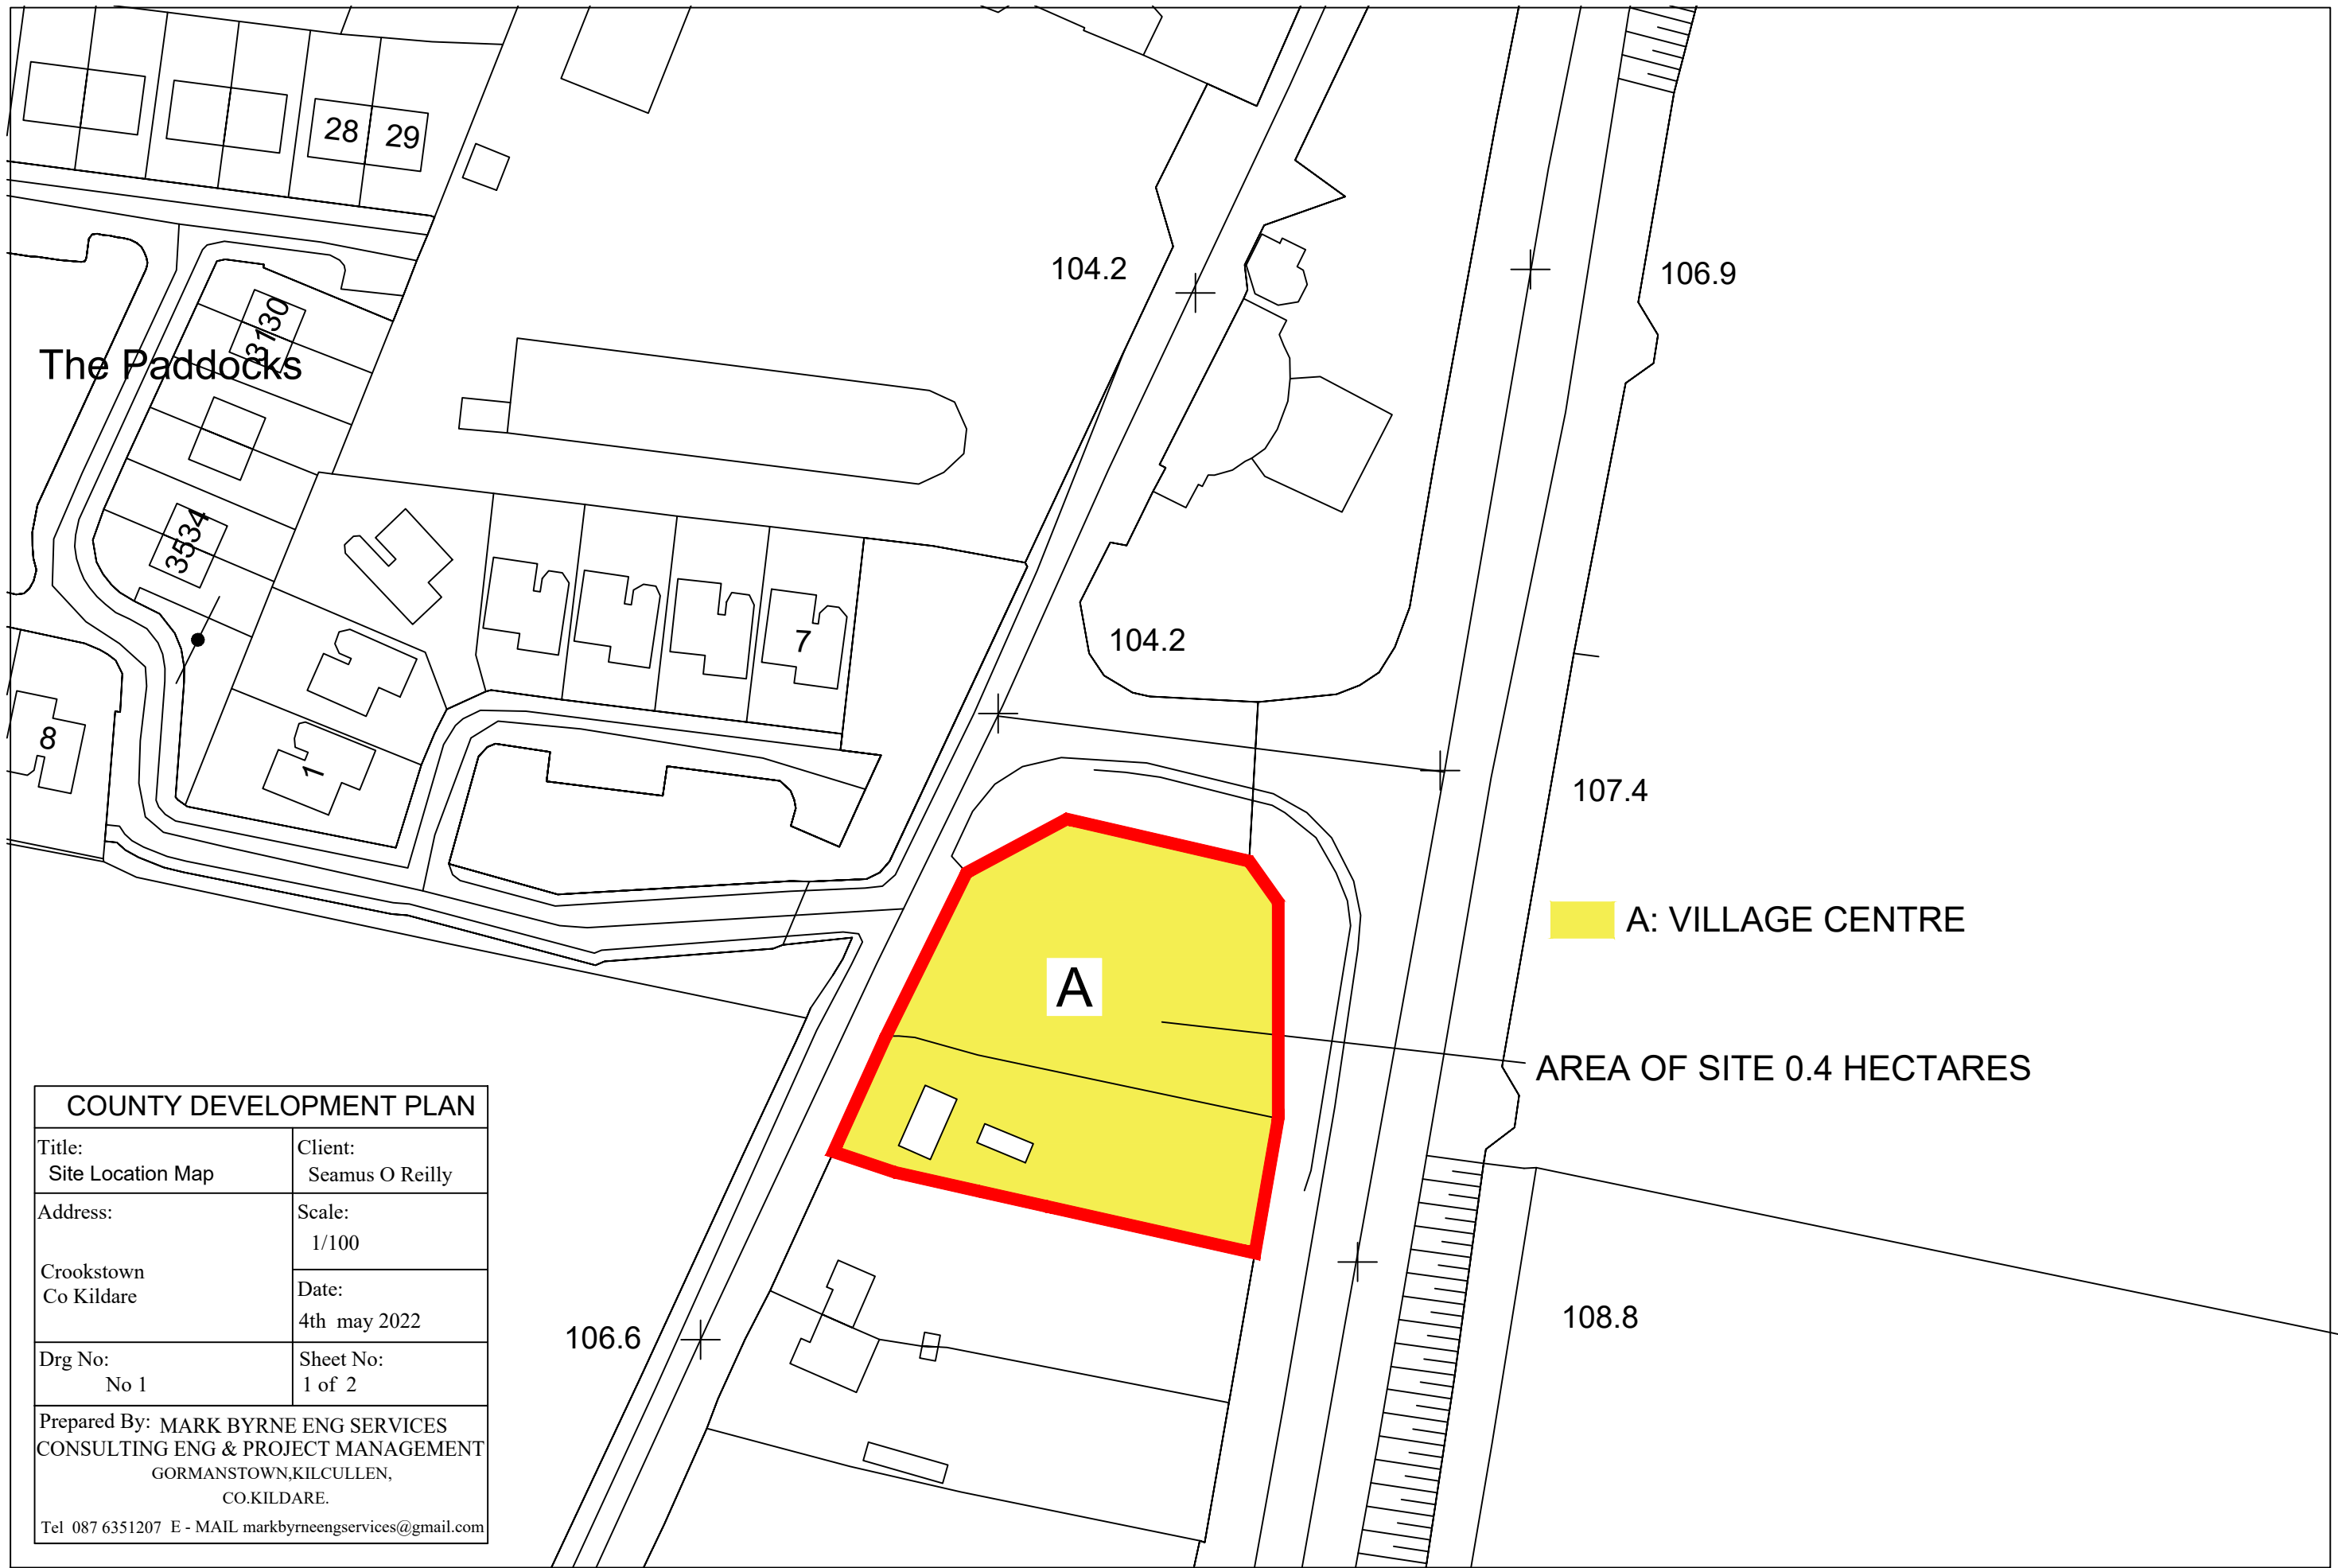 28 29
104.2
106.9
3130
The Paddocks
3534
7
104.2
8
1
107.4
A: VILLAGE CENTRE
A
AREA OF SITE 0.4 HECTARES
106.6
108.8
COUNTY DEVELOPMENT PLAN
Title:
Site Location Map
Client:
Seamus O Reilly
Address:
Crookstown
Co Kildare
Scale:
1/100
Date:
4th may 2022
Drg No:
No 1
Sheet No:
1 of 2
Prepared By: MARK BYRNE ENG SERVICES
CONSULTING ENG & PROJECT MANAGEMENT
GORMANSTOWN,KILCULLEN,
CO.KILDARE.
Tel 087 6351207 E - MAIL markbyrneengservices@gmail.com